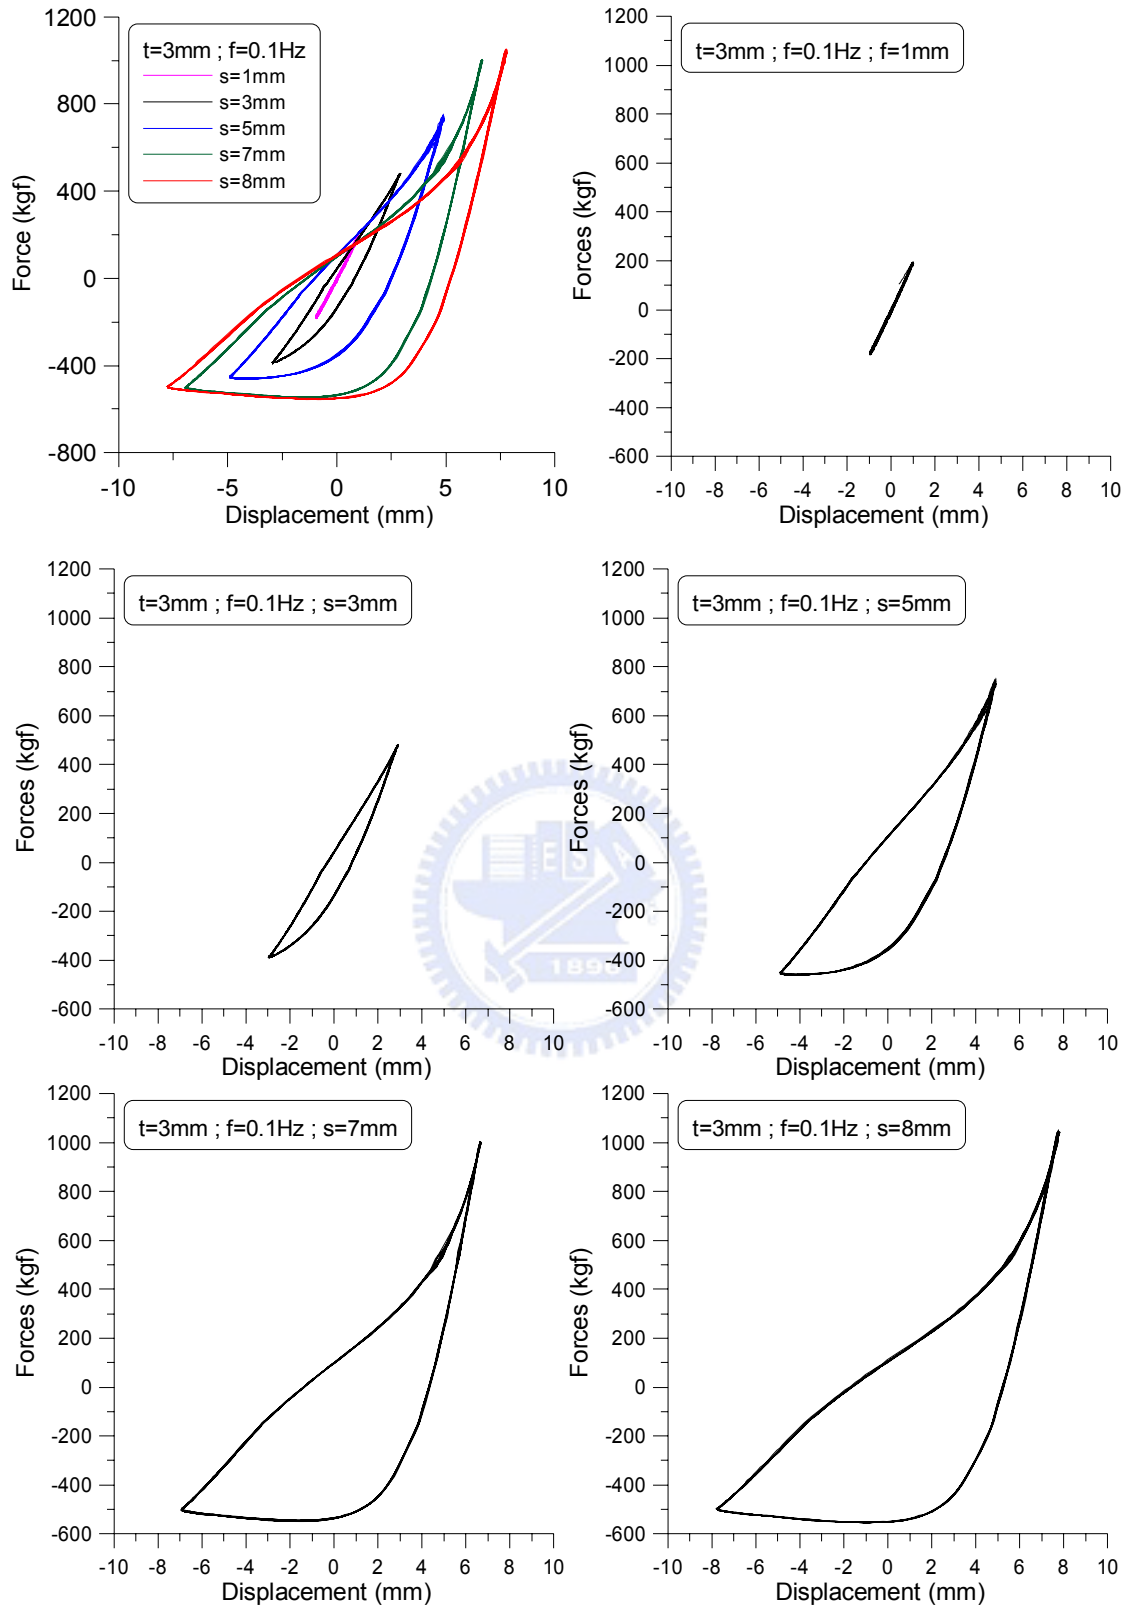 1200
800
400
0
-400
-800
Force (kgf)
t=3mm ; f=0.1Hz
s=1mm
s=3mm
s=5mm
s=7mm
s=8mm
-10 -5 0 5 10
Displacement (mm)
1200
1000
800
600
400
200
0
-200
-400
-600
Forces (kgf)
t=3mm ; f=0.1Hz ; f=1mm
-10 -8 -6 -4 -2 0 2 4 6 8 10
Displacement (mm)
1200
1000
800
600
400
200
0
-200
-400
-600
Forces (kgf)
t=3mm ; f=0.1Hz ; s=3mm
-10 -8 -6 -4 -2 0 2 4 6 8 10
Displacement (mm)
1200
1000
800
600
400
200
0
-200
-400
-600
Forces (kgf)
t=3mm ; f=0.1Hz ; s=5mm
-10 -8 -6 -4 -2 0 2 4 6 8 10
Displacement (mm)
E S A
1896
1200
1000
800
600
400
200
0
-200
-400
-600
Forces (kgf)
t=3mm ; f=0.1Hz ; s=7mm
-10 -8 -6 -4 -2 0 2 4 6 8 10
Displacement (mm)
1200
1000
800
600
400
200
0
-200
-400
-600
Forces (kgf)
t=3mm ; f=0.1Hz ; s=8mm
-10 -8 -6 -4 -2 0 2 4 6 8 10
Displacement (mm)